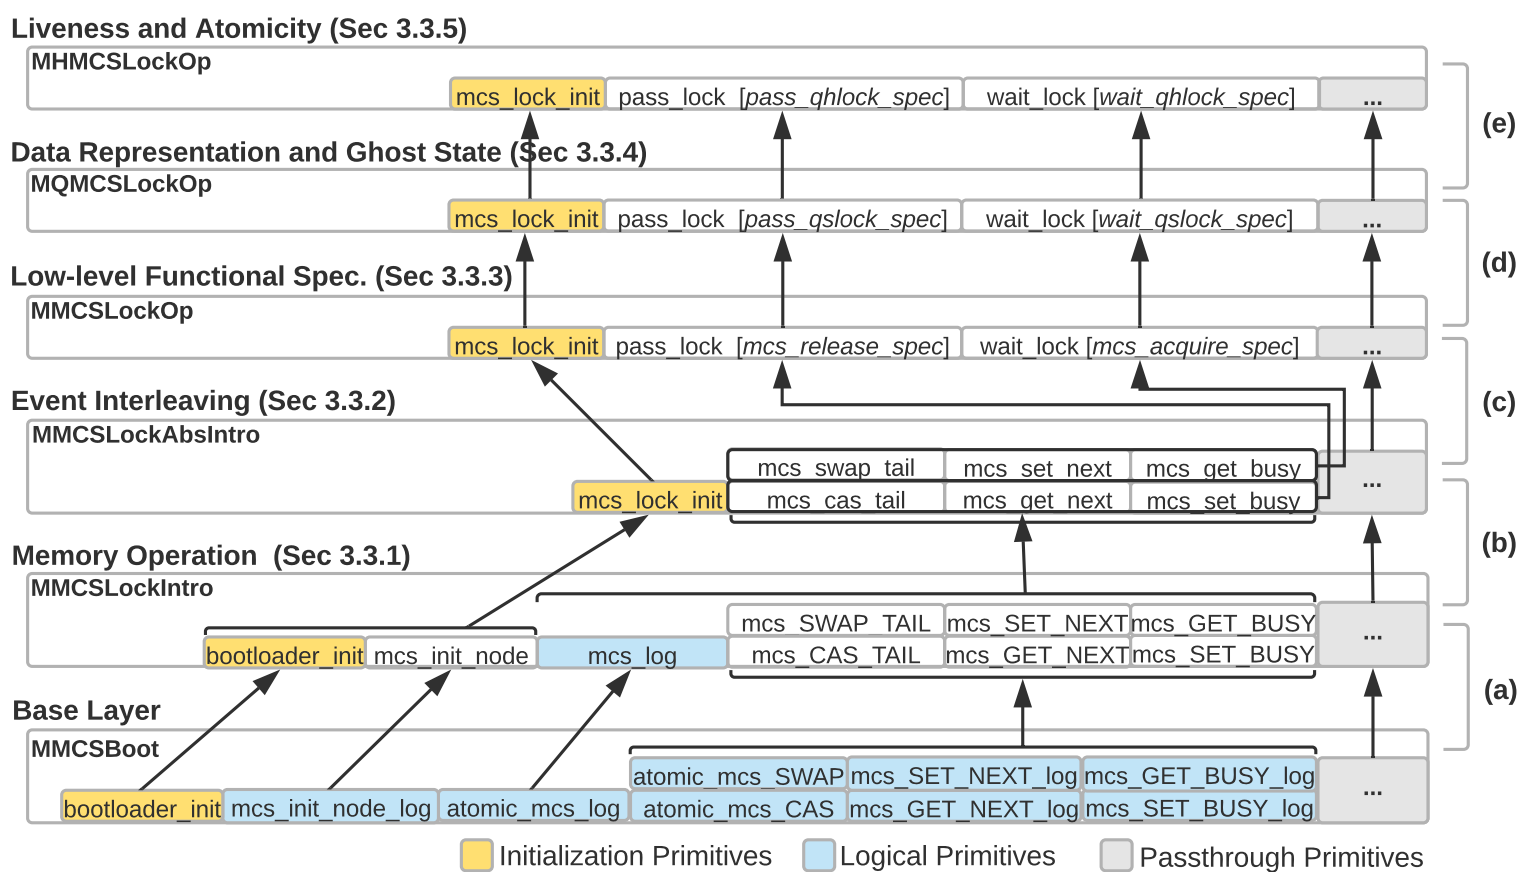 Liveness and Atomicity (Sec 3.3.5)
MHMCSLockOp
mcs_lock_init pass_lock [pass_qhlock_spec] wait_lock [wait_qhlock_spec] ...
(e)
Data Representation and Ghost State (Sec 3.3.4)
MQMCSLockOp
mcs_lock_init pass_lock [pass_qslock_spec] wait_lock [wait_qslock_spec] ...
(d)
Low-level Functional Spec. (Sec 3.3.3)
MMCSLockOp
mcs_lock_init pass_lock [mcs_release_spec] wait_lock [mcs_acquire_spec] ...
(c)
Event Interleaving (Sec 3.3.2)
MMCSLockAbsIntro
mcs_swap_tail mcs_set_next mcs_get_busy
...
mcs_lock_init mcs_cas_tail mcs_get_next mcs_set_busy
(b)
Memory Operation (Sec 3.3.1)
MMCSLockIntro
mcs_SWAP_TAIL mcs_SET_NEXT mcs_GET_BUSY
...
bootloader_init mcs_init_node mcs_log mcs_CAS_TAIL mcs_GET_NEXT mcs_SET_BUSY
(a)
Base Layer
MMCSBoot
atomic_mcs_SWAP mcs_SET_NEXT_log mcs_GET_BUSY_log
...
bootloader_init mcs_init_node_log atomic_mcs_log atomic_mcs_CAS mcs_GET_NEXT_log mcs_SET_BUSY_log
Initialization Primitives Logical Primitives Passthrough Primitives